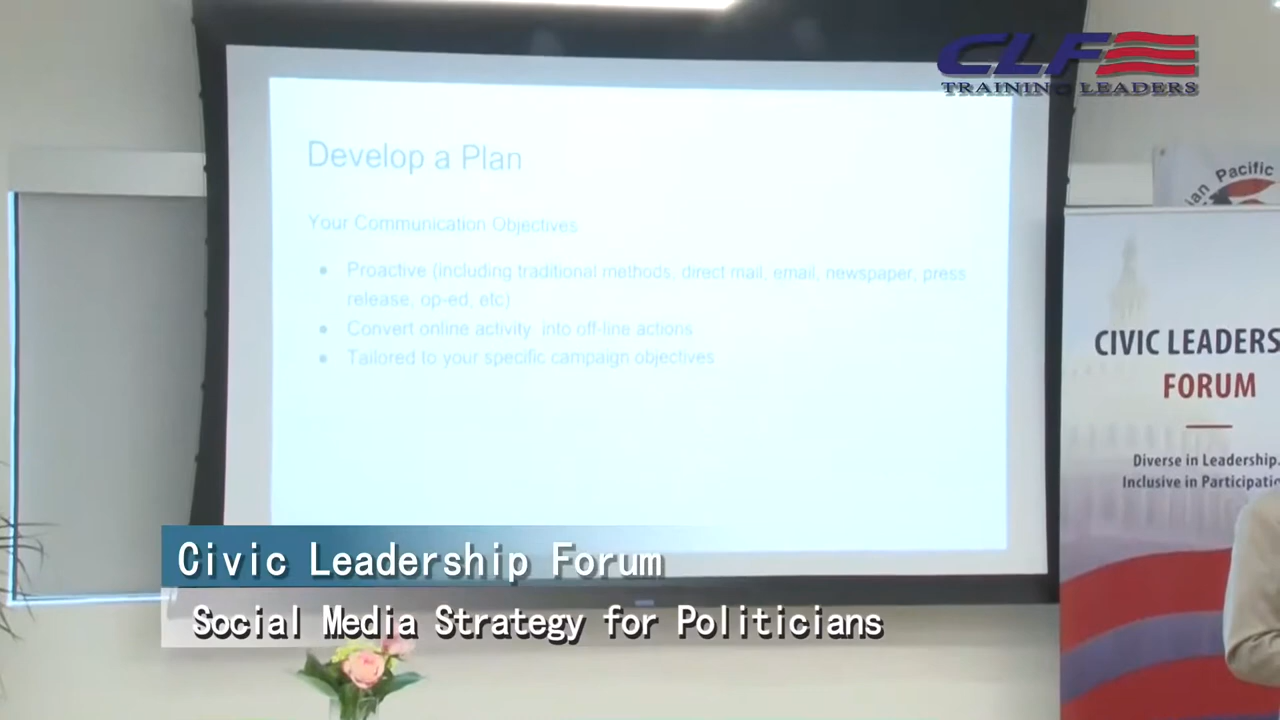 CLF
TRAINING LEADERS
Develop a Plan
Your Communication Objectives
● Proactive (including traditional methods, direct mail, email, newspaper, press
release, op-ed, etc)
● Convert online activity into off-line actions
● Tailored to your specific campaign objectives
ian Pacific
CIVIC LEADERS
FORUM
Diverse in Leadership.
Inclusive in Participatio
Civic Leadership Forum
Social Media Strategy for Politicians